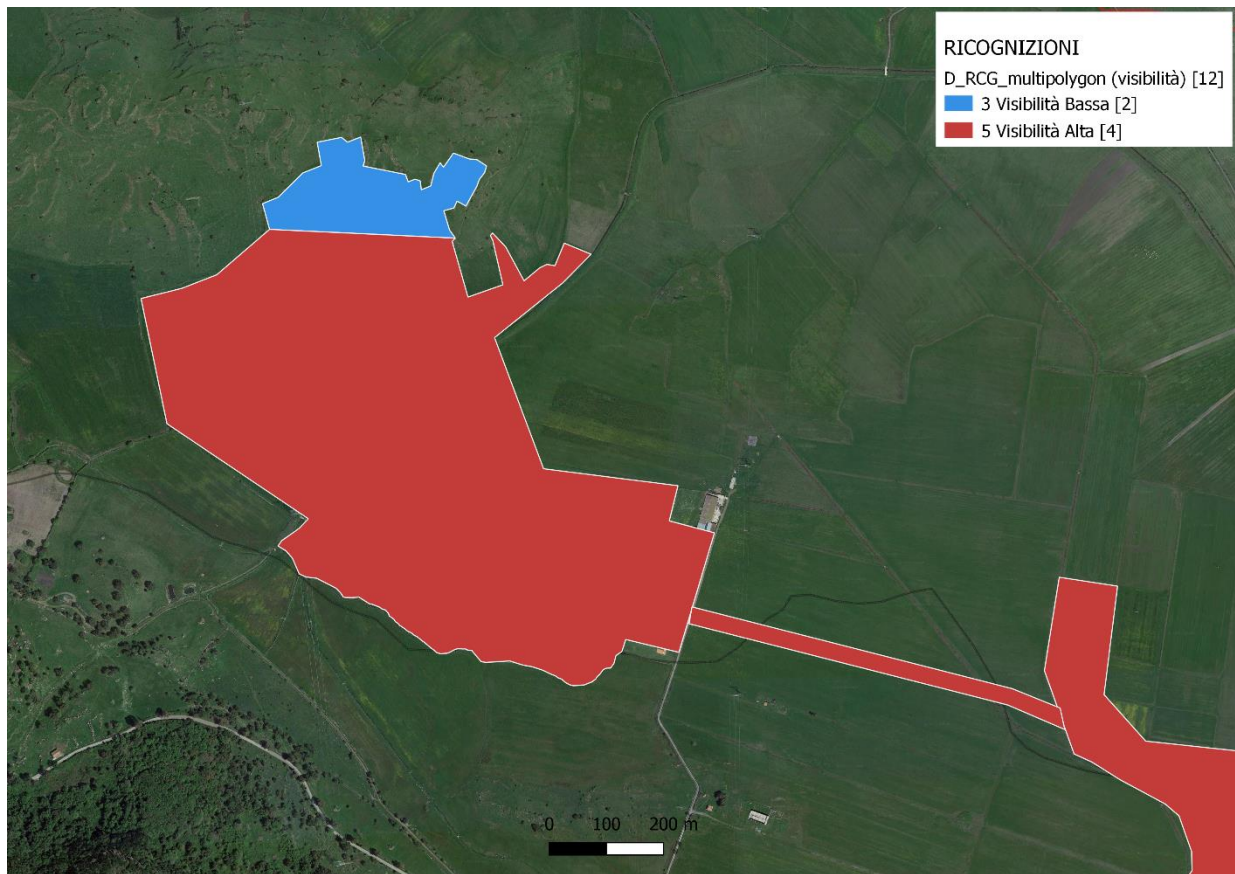 RICOGNIZIONI
D_RCG_multipolygon (visibilità) [12]
3 Visibilità Bassa [2]
5 Visibilità Alta [4]
0 100 200 m